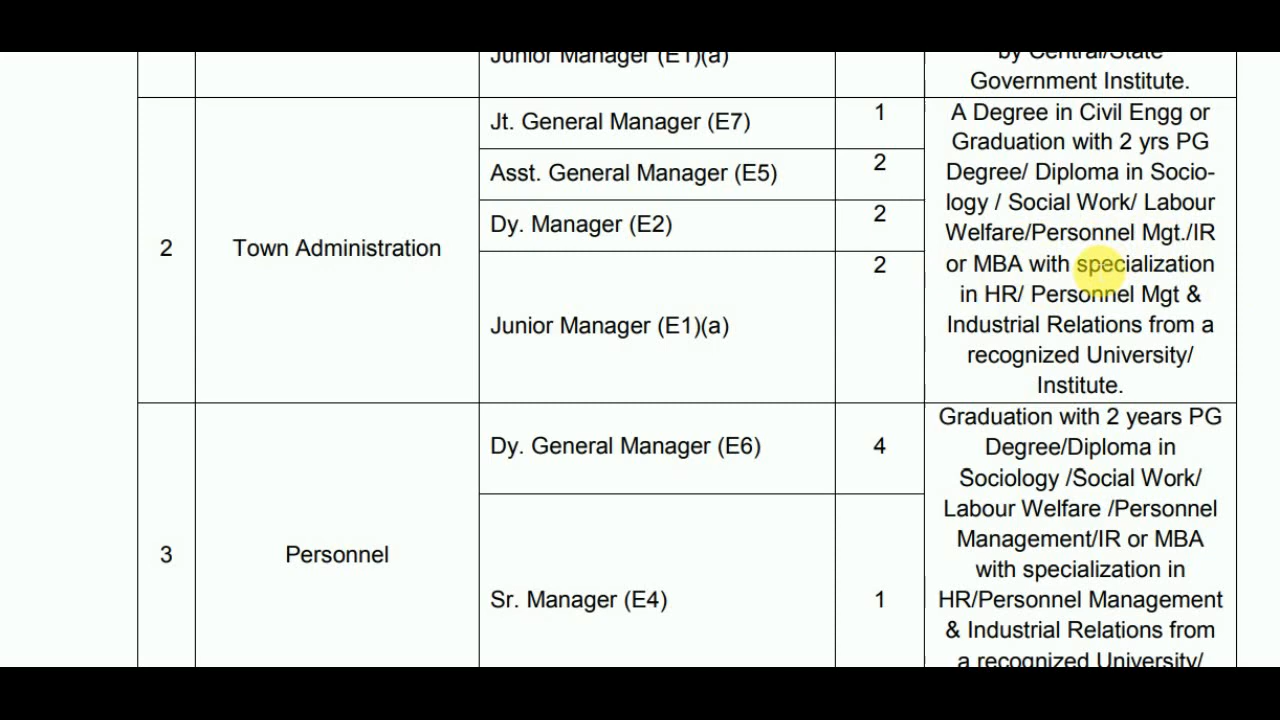 Junior Manager (E1)(a)
by Central/State
Government Institute.
2
Town Administration
Jt. General Manager (E7)
1
Asst. General Manager (E5)
2
Dy. Manager (E2)
2
Junior Manager (E1)(a)
2
A Degree in Civil Engg or
Graduation with 2 yrs PG
Degree/ Diploma in Socio-
logy / Social Work/ Labour
Welfare/Personnel Mgt./IR
or MBA with specialization
in HR/ Personnel Mgt &
Industrial Relations from a
recognized University/
Institute.
3
Personnel
Dy. General Manager (E6)
4
Sr. Manager (E4)
1
Graduation with 2 years PG
Degree/Diploma in
Sociology /Social Work/
Labour Welfare /Personnel
Management/IR or MBA
with specialization in
HR/Personnel Management
& Industrial Relations from
a recognized University/